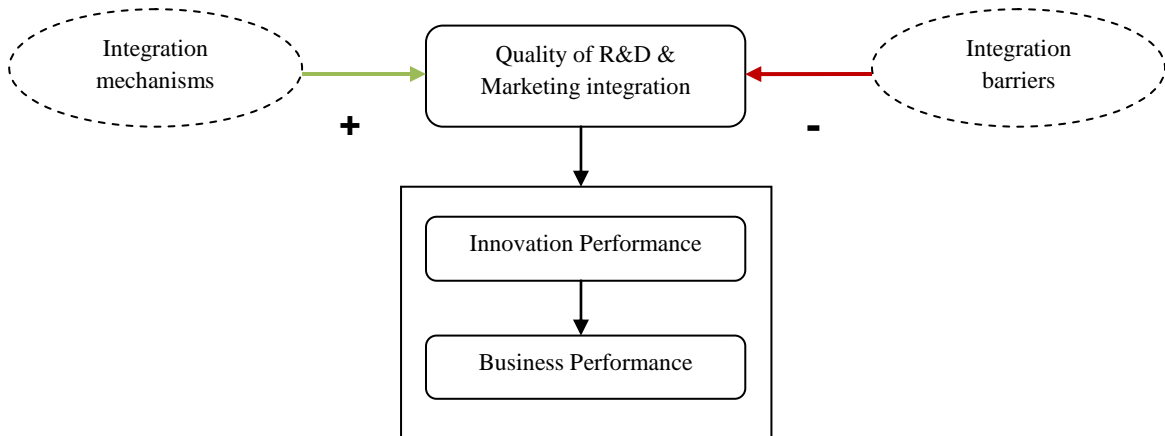 Integration
mechanisms
Quality of R&D &
Marketing integration
Integration
barriers
+
-
Innovation Performance
Business Performance